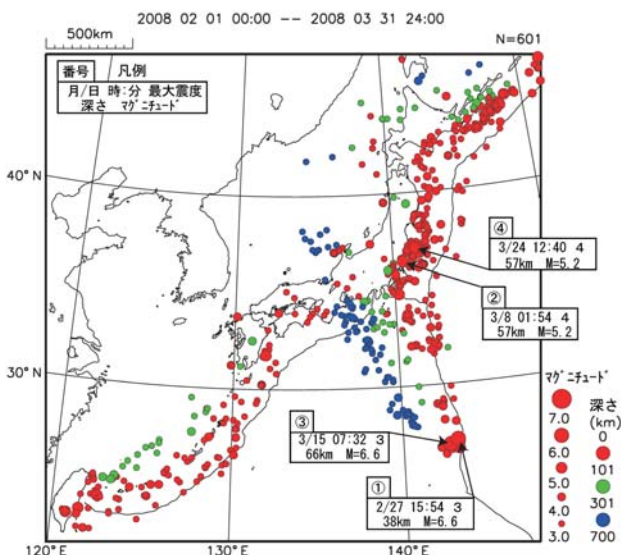 2008 02 01 00:00 -- 2008 03 31 24:00
500km
N=601
番号 凡例
月/日 時:分 最大震度
深さ マグニチュード
40°N
④
3/24 12:40 4
57km M=5.2
②
3/8 01:54 4
57km M=5.2
30°N
③
3/15 07:32 3
66km M=6.6
①
2/27 15:54 3
38km M=6.6
マグニチュード
7.0
6.0
5.0
4.0
3.0
深さ
(km)
0
101
301
700
120°E
130°E
140°E